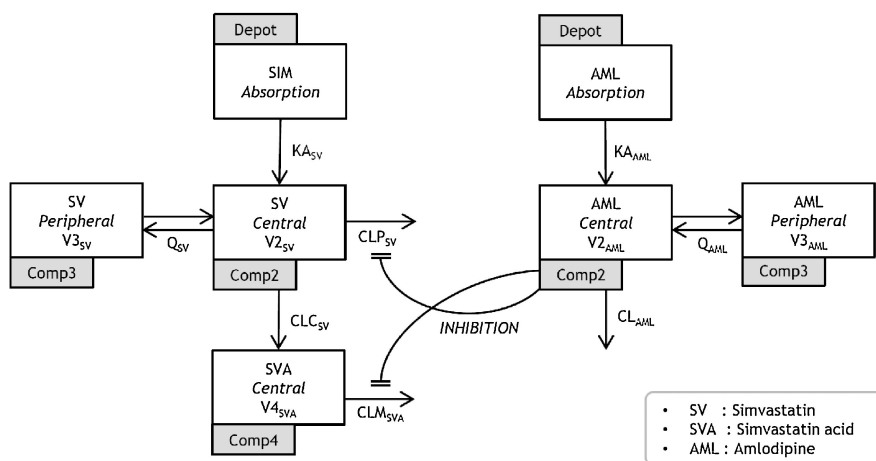 Depot
SIM
Absorption
KA_SV
SV
Peripheral
V3_SV
Comp3
Q_SV
SV
Central
V2_SV
Comp2
CLP_SV
CLC_SV
SVA
Central
V4_SVA
Comp4
CLM_SVA
INHIBITION
Depot
AML
Absorption
KA_AML
AML
Central
V2_AML
Comp2
Q_AML
AML
Peripheral
V3_AML
Comp3
CL_AML
• SV : Simvastatin
• SVA : Simvastatin acid
• AML : Amlodipine